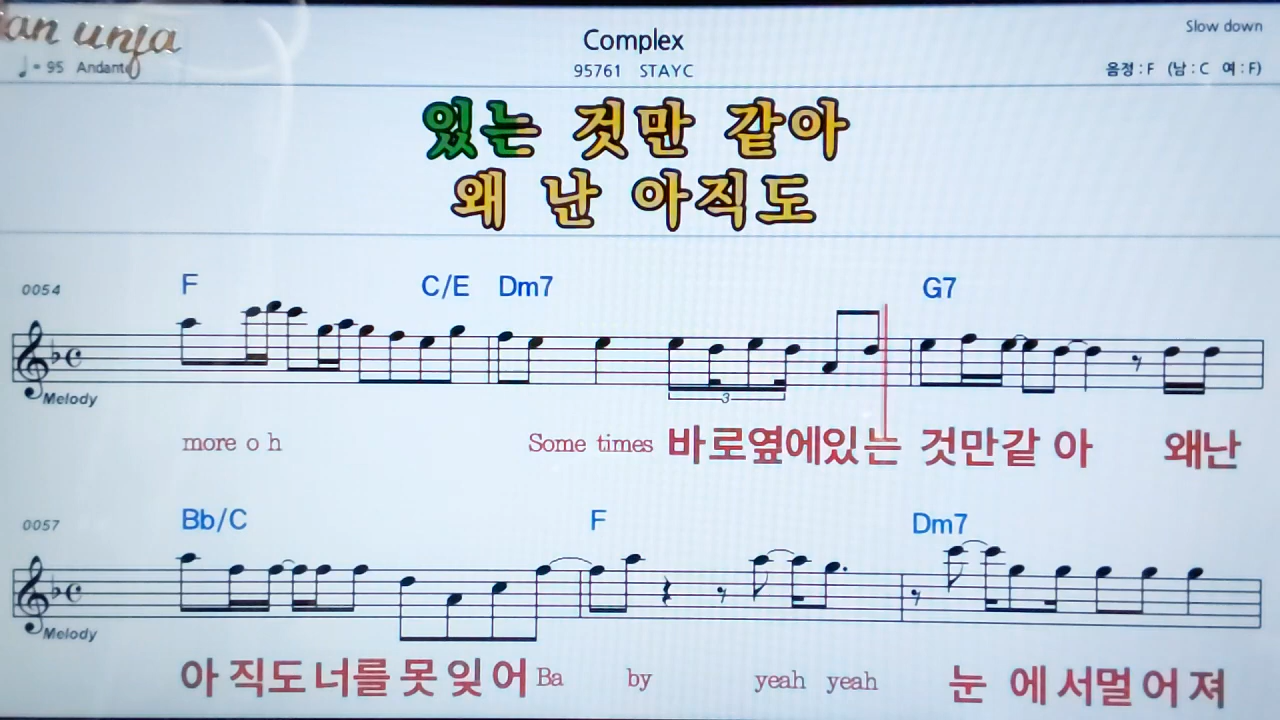 an unja
Complex
Slow down
♩= 95 Andante
95761 STAYC
음정 : F (남 : C 여 : F)
있는 것만 같아
왜 난 아직도
0054 F C/E Dm7 G7
3
Melody
more o h Some times 바로옆에있는 것만같 아 왜난
0057 Bb/C F Dm7
Melody
아 직도너를 못 잊 어 Ba by yeah yeah 눈 에 서멀 어 져